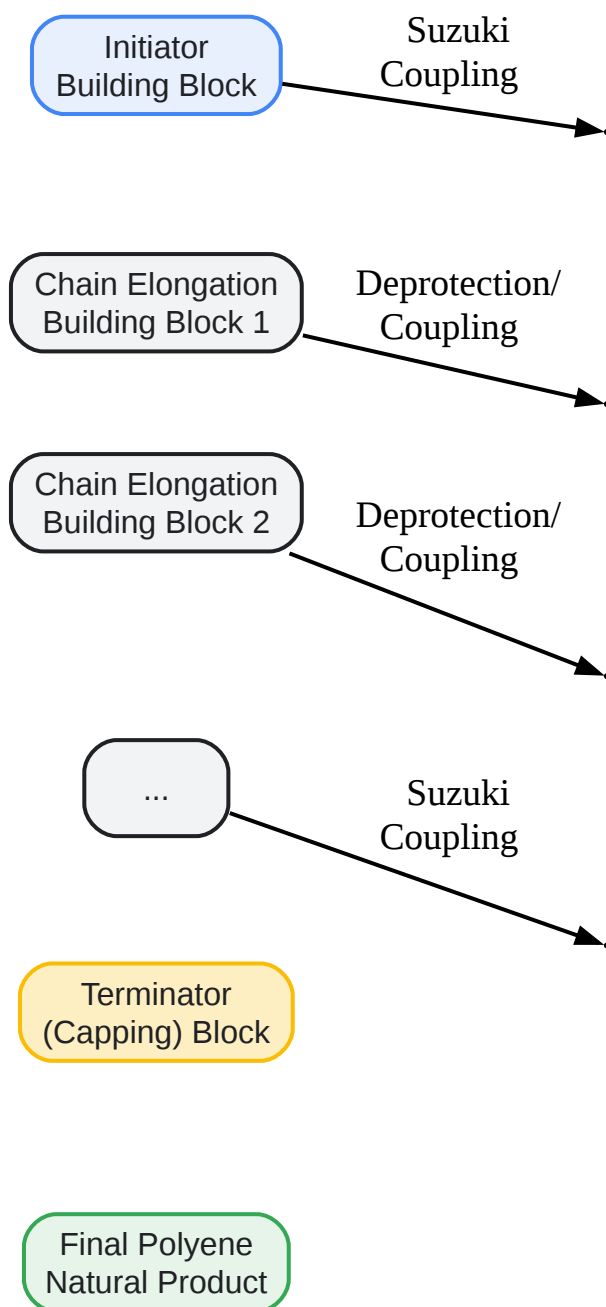 Initiator
Building Block
Suzuki
Coupling
Chain Elongation
Building Block 1
Deprotection/
Coupling
Chain Elongation
Building Block 2
Deprotection/
Coupling
...
Suzuki
Coupling
Terminator
(Capping) Block
Final Polyene
Natural Product